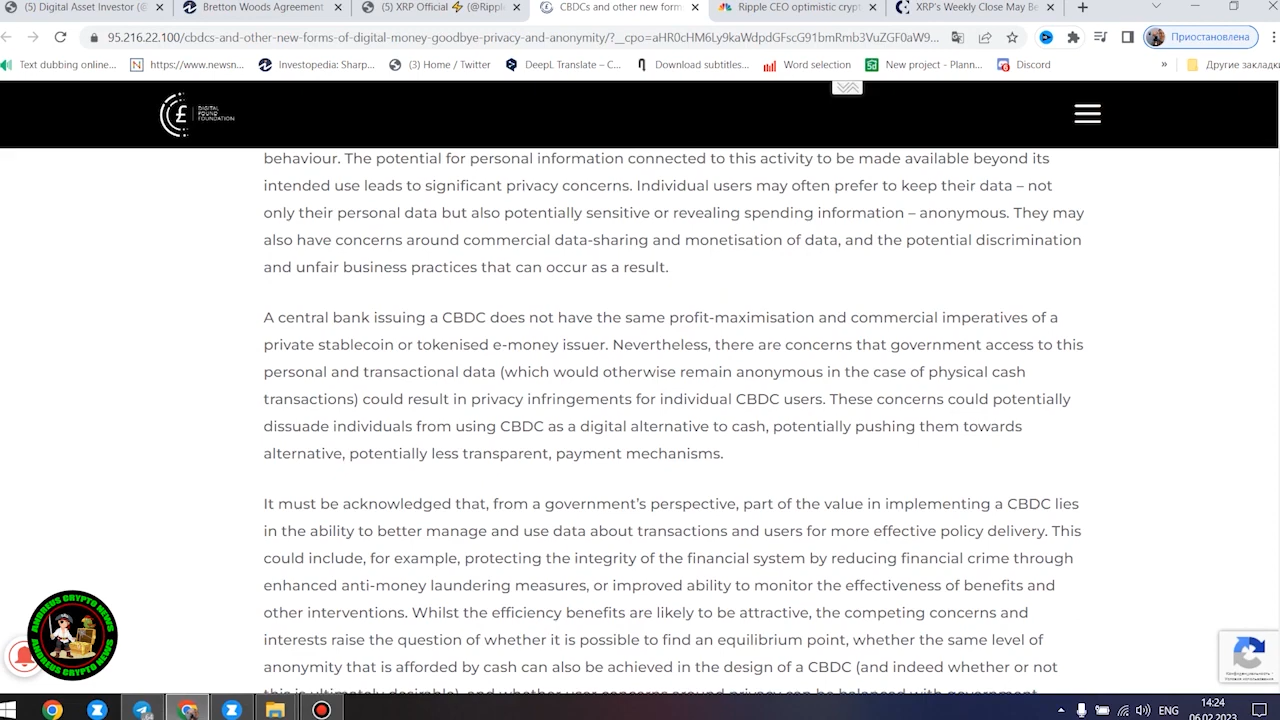 (5) Digital Asset Investor (@
Bretton Woods Agreement
(5) XRP Official ⚡ (@Ripple
CBDCs and other new form
Ripple CEO optimistic crypt
XRP's Weekly Close May Be
95.216.22.100/cbdcs-and-other-new-forms-of-digital-money-goodbye-privacy-and-anonymity/?__cpo=aHR0cHM6Ly9kaWdpdGFscG91bmRmb3VuZGF0aW9...
Приостановлена
Text dubbing online...
https://www.newsn...
Investopedia: Sharp...
(3) Home / Twitter
DeepL Translate – C...
Download subtitles...
Word selection
New project - Plann...
Discord
»
Другие закладки
DIGITAL
POUND
FOUNDATION
behaviour. The potential for personal information connected to this activity to be made available beyond its
intended use leads to significant privacy concerns. Individual users may often prefer to keep their data – not
only their personal data but also potentially sensitive or revealing spending information – anonymous. They may
also have concerns around commercial data-sharing and monetisation of data, and the potential discrimination
and unfair business practices that can occur as a result.
A central bank issuing a CBDC does not have the same profit-maximisation and commercial imperatives of a
private stablecoin or tokenised e-money issuer. Nevertheless, there are concerns that government access to this
personal and transactional data (which would otherwise remain anonymous in the case of physical cash
transactions) could result in privacy infringements for individual CBDC users. These concerns could potentially
dissuade individuals from using CBDC as a digital alternative to cash, potentially pushing them towards
alternative, potentially less transparent, payment mechanisms.
It must be acknowledged that, from a government's perspective, part of the value in implementing a CBDC lies
in the ability to better manage and use data about transactions and users for more effective policy delivery. This
could include, for example, protecting the integrity of the financial system by reducing financial crime through
enhanced anti-money laundering measures, or improved ability to monitor the effectiveness of benefits and
other interventions. Whilst the efficiency benefits are likely to be attractive, the competing concerns and
interests raise the question of whether it is possible to find an equilibrium point, whether the same level of
anonymity that is afforded by cash can also be achieved in the design of a CBDC (and indeed whether or not
ANDREUS CRYPTO NEWS
ANDREUS CRYPTO NEWS
Конфиденциальность -
Условия использования
ENG
14:24
06.02.2023